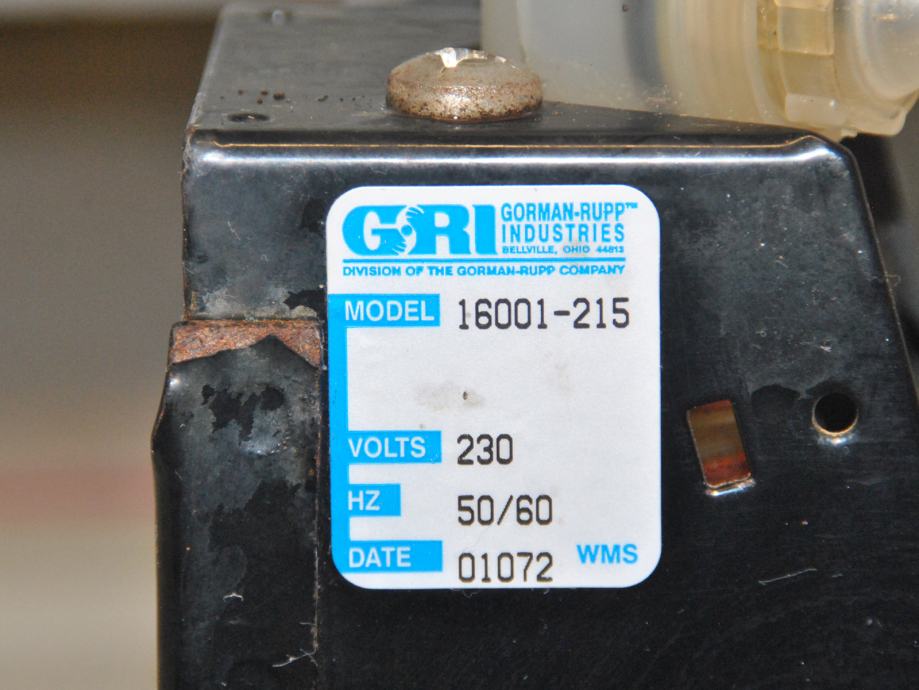 GRI GORMAN-RUPP™
INDUSTRIES
BELLVILLE, OHIO 44813
DIVISION OF THE GORMAN-RUPP COMPANY
MODEL 16001-215
VOLTS 230
HZ 50/60
DATE 01072 WMS